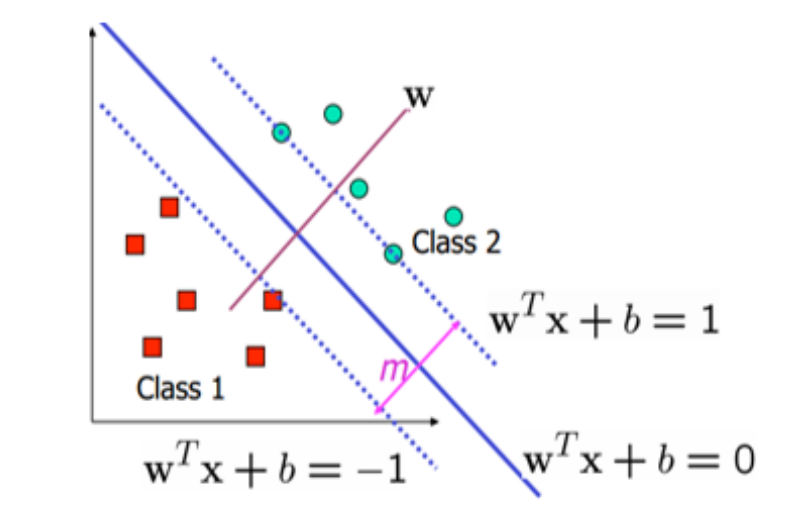 w
Class 2
w^T x + b = 1
m
Class 1
w^T x + b = −1
w^T x + b = 0